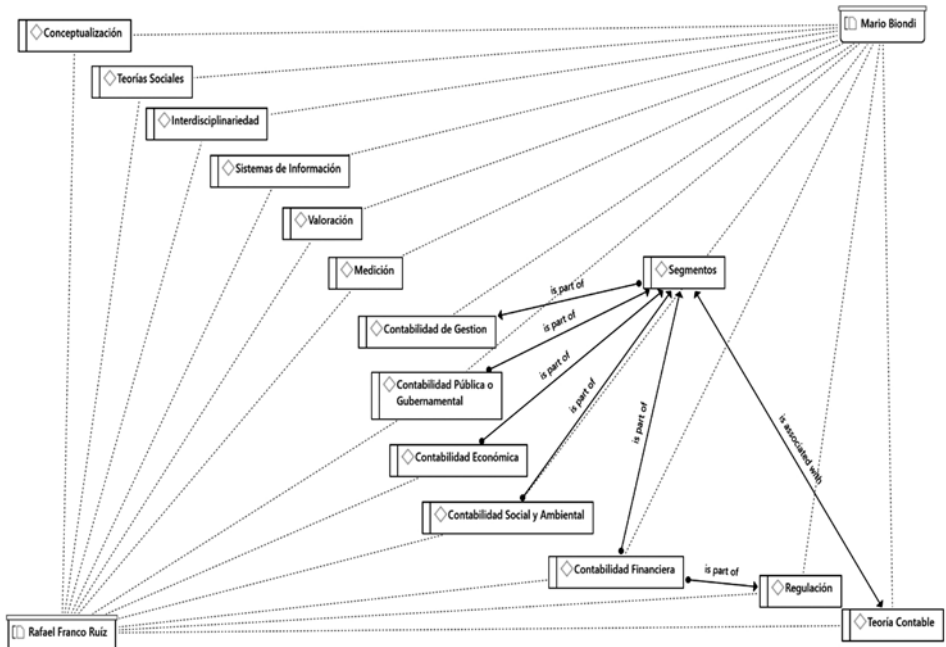 Mario Biondi
Conceptualización
Teorías Sociales
Interdisciplinariedad
Sistemas de Información
Valoración
Medición
Segmentos
is part of
Contabilidad de Gestion
is part of
Contabilidad Pública o
Gubernamental
is part of
is part of
is part of
is associated with
Contabilidad Económica
Contabilidad Social y Ambiental
Contabilidad Financiera
is part of
Regulación
Teoría Contable
Rafael Franco Ruíz